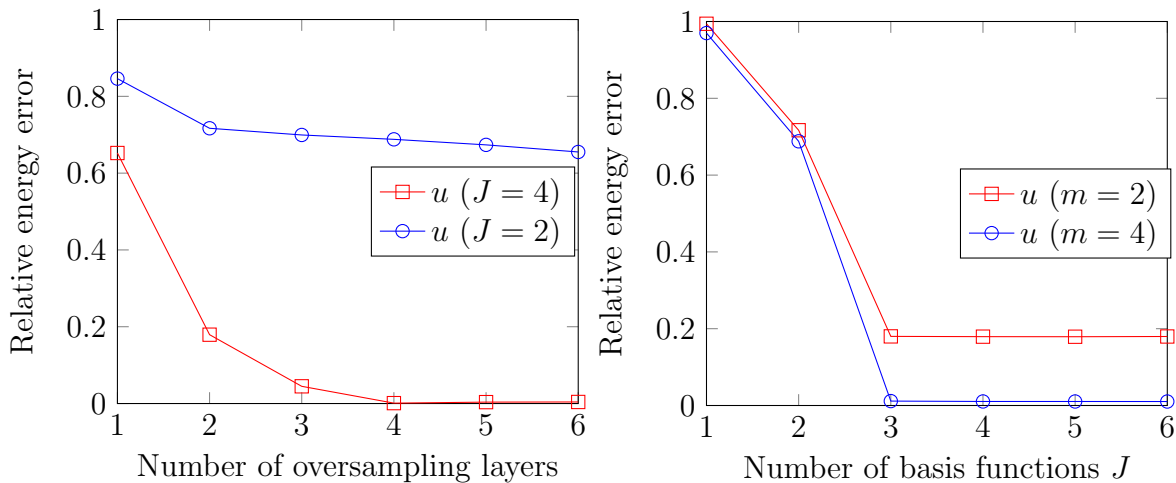 Relative energy error
1
0.8
0.6
0.4
0.2
0
u (J = 4)
u (J = 2)
1 2 3 4 5 6
Number of oversampling layers
Relative energy error
1
0.8
0.6
0.4
0.2
0
u (m = 2)
u (m = 4)
1 2 3 4 5 6
Number of basis functions J